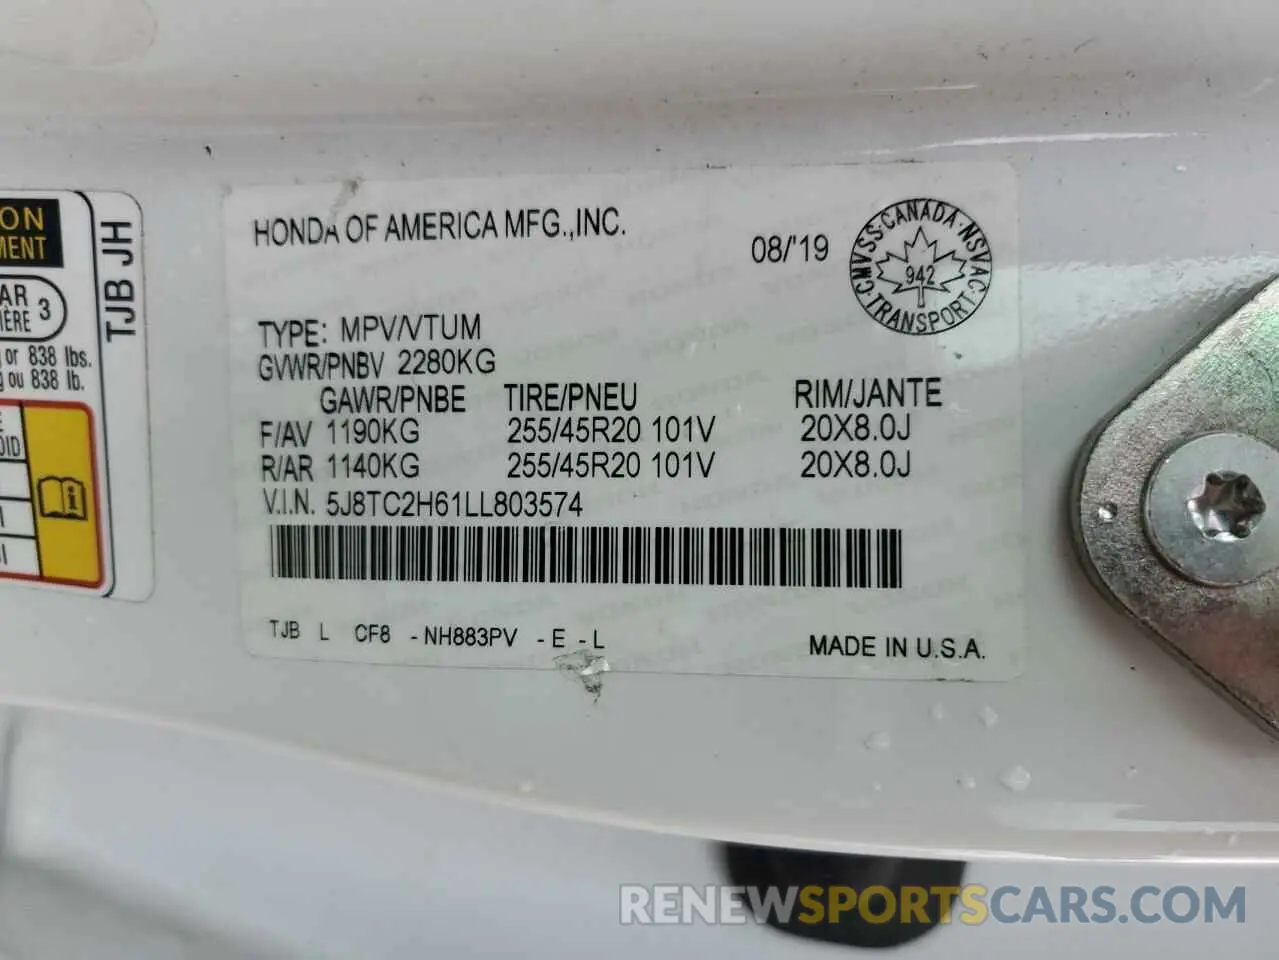 ON
MENT
AR
IÈRE 3
or 838 lbs.
ou 838 lb.
TJB JH
HONDA OF AMERICA MFG.,INC.
08/'19
CMVSS·CANADA·NSVAC·TRANSPORT
942
TYPE: MPV/VTUM
GVWR/PNBV 2280KG
GAWR/PNBE TIRE/PNEU RIM/JANTE
F/AV 1190KG 255/45R20 101V 20X8.0J
R/AR 1140KG 255/45R20 101V 20X8.0J
V.I.N. 5J8TC2H61LL803574
TJB L CF8 -NH883PV -E -L
MADE IN U.S.A.
RENEWSPORTSCARS.COM